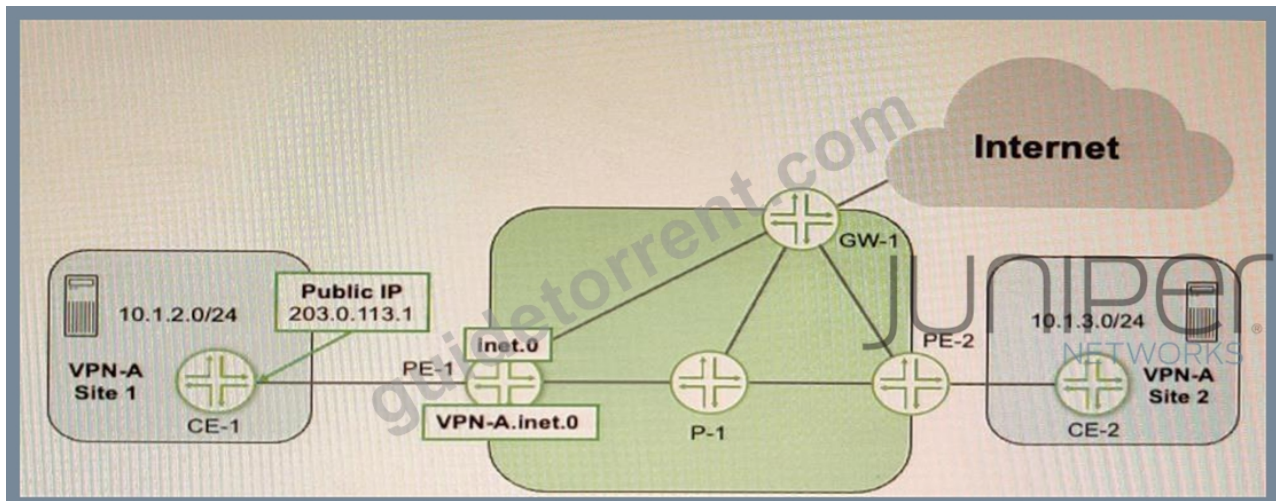 Internet
GW-1
Public IP
203.0.113.1
10.1.2.0/24
VPN-A
Site 1
CE-1
PE-1
inet.0
VPN-A.inet.0
P-1
PE-2
10.1.3.0/24
VPN-A
Site 2
CE-2
guidetorrent.com
JUNIPER
NETWORKS